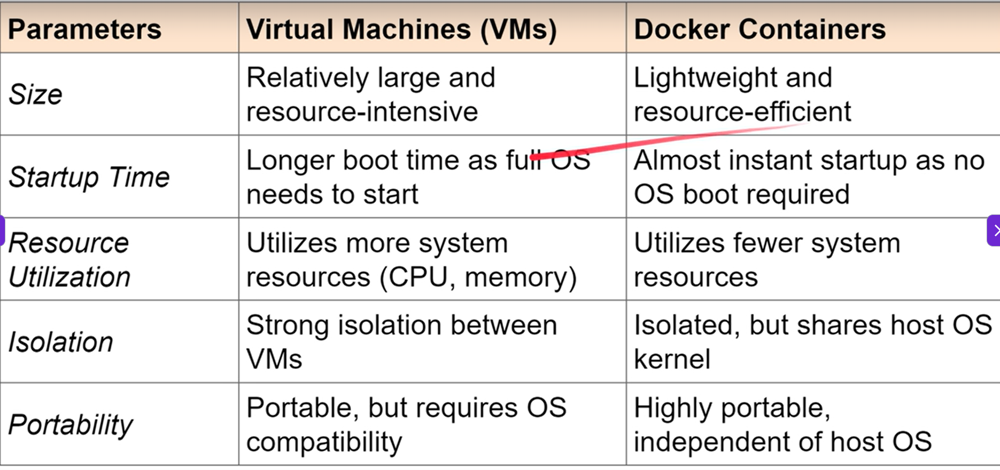 Parameters
Virtual Machines (VMs)
Docker Containers
Size
Relatively large and
resource-intensive
Lightweight and
resource-efficient
Startup Time
Longer boot time as full OS
needs to start
Almost instant startup as no
OS boot required
Resource
Utilization
Utilizes more system
resources (CPU, memory)
Utilizes fewer system
resources
Isolation
Strong isolation between
VMs
Isolated, but shares host OS
kernel
Portability
Portable, but requires OS
compatibility
Highly portable,
independent of host OS